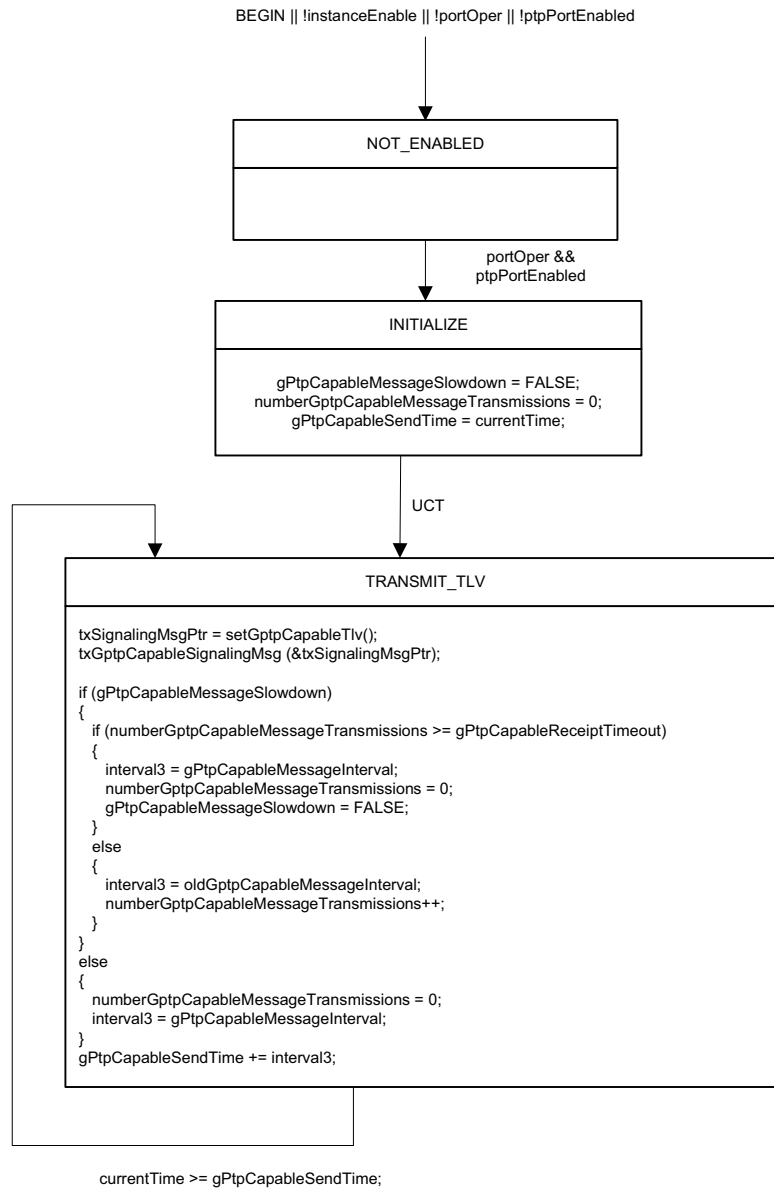 BEGIN || !instanceEnable || !portOper || !ptpPortEnabled
NOT_ENABLED
portOper &&
ptpPortEnabled
INITIALIZE
gPtpCapableMessageSlowdown = FALSE;
numberGptpCapableMessageTransmissions = 0;
gPtpCapableSendTime = currentTime;
UCT
TRANSMIT_TLV
txSignalingMsgPtr = setGptpCapableTlv();
txGptpCapableSignalingMsg (&txSignalingMsgPtr);
if (gPtpCapableMessageSlowdown)
{
if (numberGptpCapableMessageTransmissions >= gPtpCapableReceiptTimeout)
{
interval3 = gPtpCapableMessageInterval;
numberGptpCapableMessageTransmissions = 0;
gPtpCapableMessageSlowdown = FALSE;
}
else
{
interval3 = oldGptpCapableMessageInterval;
numberGptpCapableMessageTransmissions++;
}
}
else
{
numberGptpCapableMessageTransmissions = 0;
interval3 = gPtpCapableMessageInterval;
}
gPtpCapableSendTime += interval3;
currentTime >= gPtpCapableSendTime;